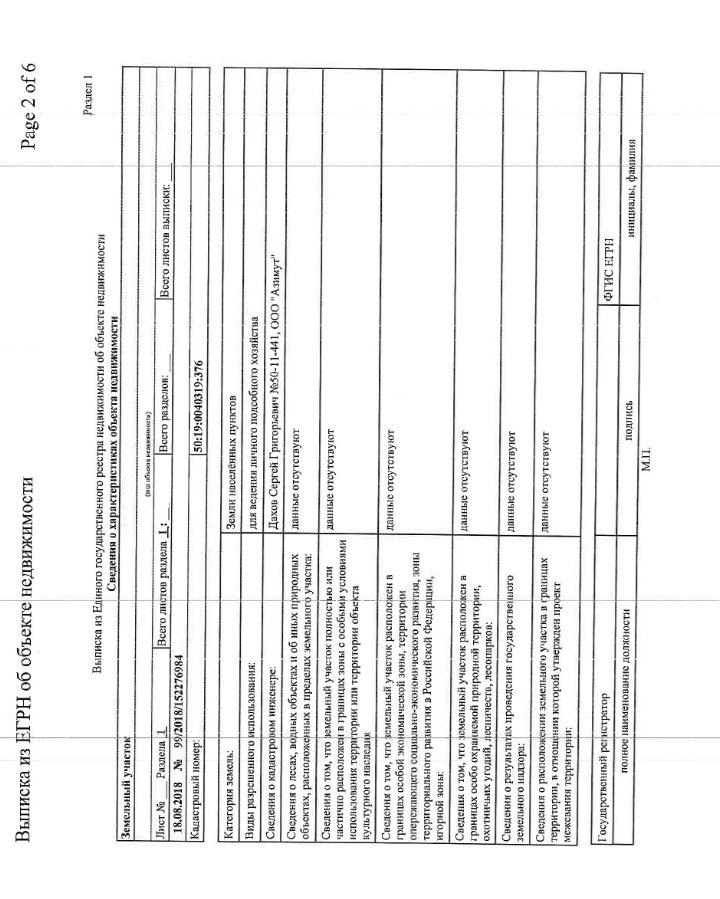 Выписка из ЕГРН об объекте недвижимости
Page 2 of 6
Раздел 1
Выписка из Единого государственного реестра недвижимости об объекте недвижимости
Сведения о характеристиках объекта недвижимости
Земельный участок
(вид объекта недвижимости)
Лист № ___ Раздела 1 Всего листов раздела 1: ___ Всего разделов: ___ Всего листов выписки: ___
18.08.2018 № 99/2018/152276984
Кадастровый номер: 50:19:0040319:376
Категория земель: Земли населённых пунктов
Виды разрешенного использования: для ведения личного подсобного хозяйства
Сведения о кадастровом инженере: Дахов Сергей Григорьевич №50-11-441, ООО "Азимут"
Сведения о лесах, водных объектах и об иных природных данные отсутствуют
объектах, расположенных в пределах земельного участка:
Сведения о том, что земельный участок полностью или данные отсутствуют
частично расположен в границах зоны с особыми условиями
использования территории или территории объекта
культурного наследия
Сведения о том, что земельный участок расположен в данные отсутствуют
границах особой экономической зоны, территории
опережающего социально-экономического развития, зоны
территориального развития в Российской Федерации,
игорной зоны:
Сведения о том, что земельный участок расположен в данные отсутствуют
границах особо охраняемой природной территории,
охотничьих угодий, лесничеств, лесопарков:
Сведения о результатах проведения государственного данные отсутствуют
земельного надзора:
Сведения о расположении земельного участка в границах данные отсутствуют
территории, в отношении которой утвержден проект
межевания территории:
Государственный регистратор ФГИС ЕГРН
полное наименование должности подпись инициалы, фамилия
М.П.